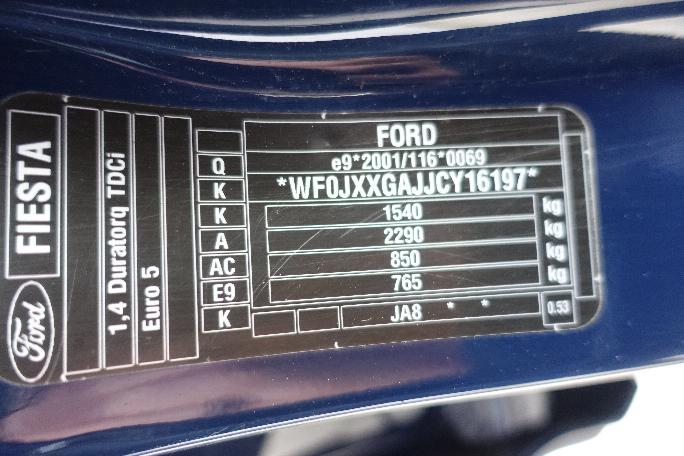 FORD
e9*2001/116*0069
*WF0JXXGAJJCY16197*
1540 kg
2290 kg
850 kg
765
JA8 * *
0.53
Q
K
K
A
AC
E9
K
FIESTA
Ford
1,4 Duratorq TDCi
Euro 5